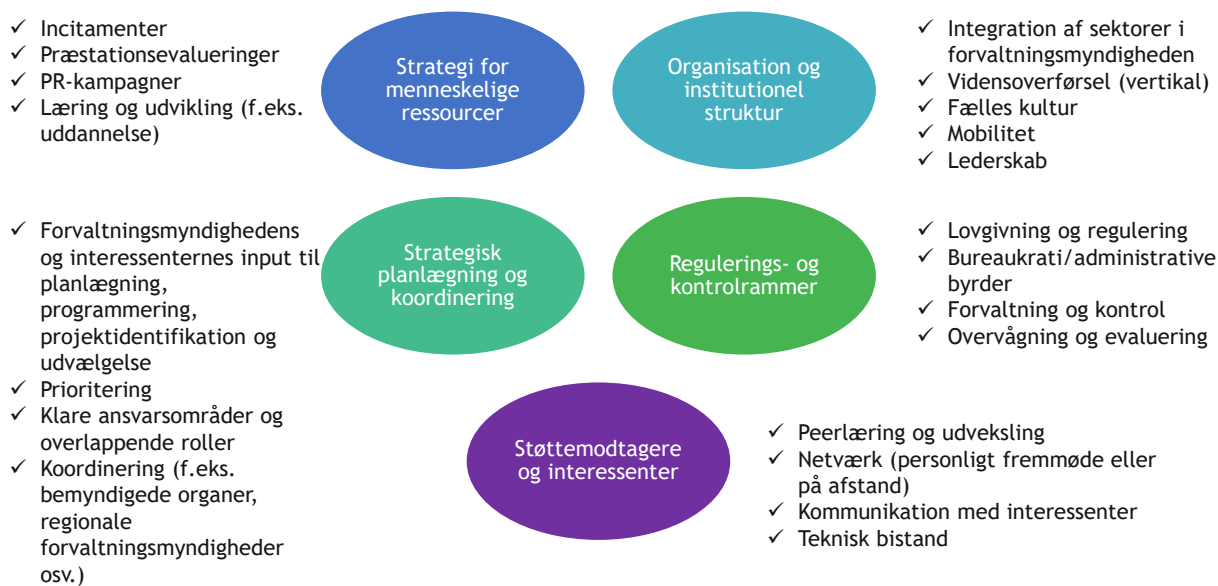 ✓ Incitamenter
✓ Præstationsevalueringer
✓ PR-kampagner
✓ Læring og udvikling (f.eks.
uddannelse)
Strategi for
menneskelige
ressourcer
Organisation og
institutionel
struktur
✓ Integration af sektorer i
forvaltningsmyndigheden
✓ Vidensoverførsel (vertikal)
✓ Fælles kultur
✓ Mobilitet
✓ Lederskab
✓ Forvaltningsmyndighedens
og interessenternes input til
planlægning,
programmering,
projektidentifikation og
udvælgelse
✓ Prioritering
✓ Klare ansvarsområder og
overlappende roller
✓ Koordinering (f.eks.
bemyndigede organer,
regionale
forvaltningsmyndigheder
osv.)
Strategisk
planlægning og
koordinering
Regulerings- og
kontrolrammer
✓ Lovgivning og regulering
✓ Bureaukrati/administrative
byrder
✓ Forvaltning og kontrol
✓ Overvågning og evaluering
Støttemodtagere
og interessenter
✓ Peerlæring og udveksling
✓ Netværk (personligt fremmøde eller
på afstand)
✓ Kommunikation med interessenter
✓ Teknisk bistand